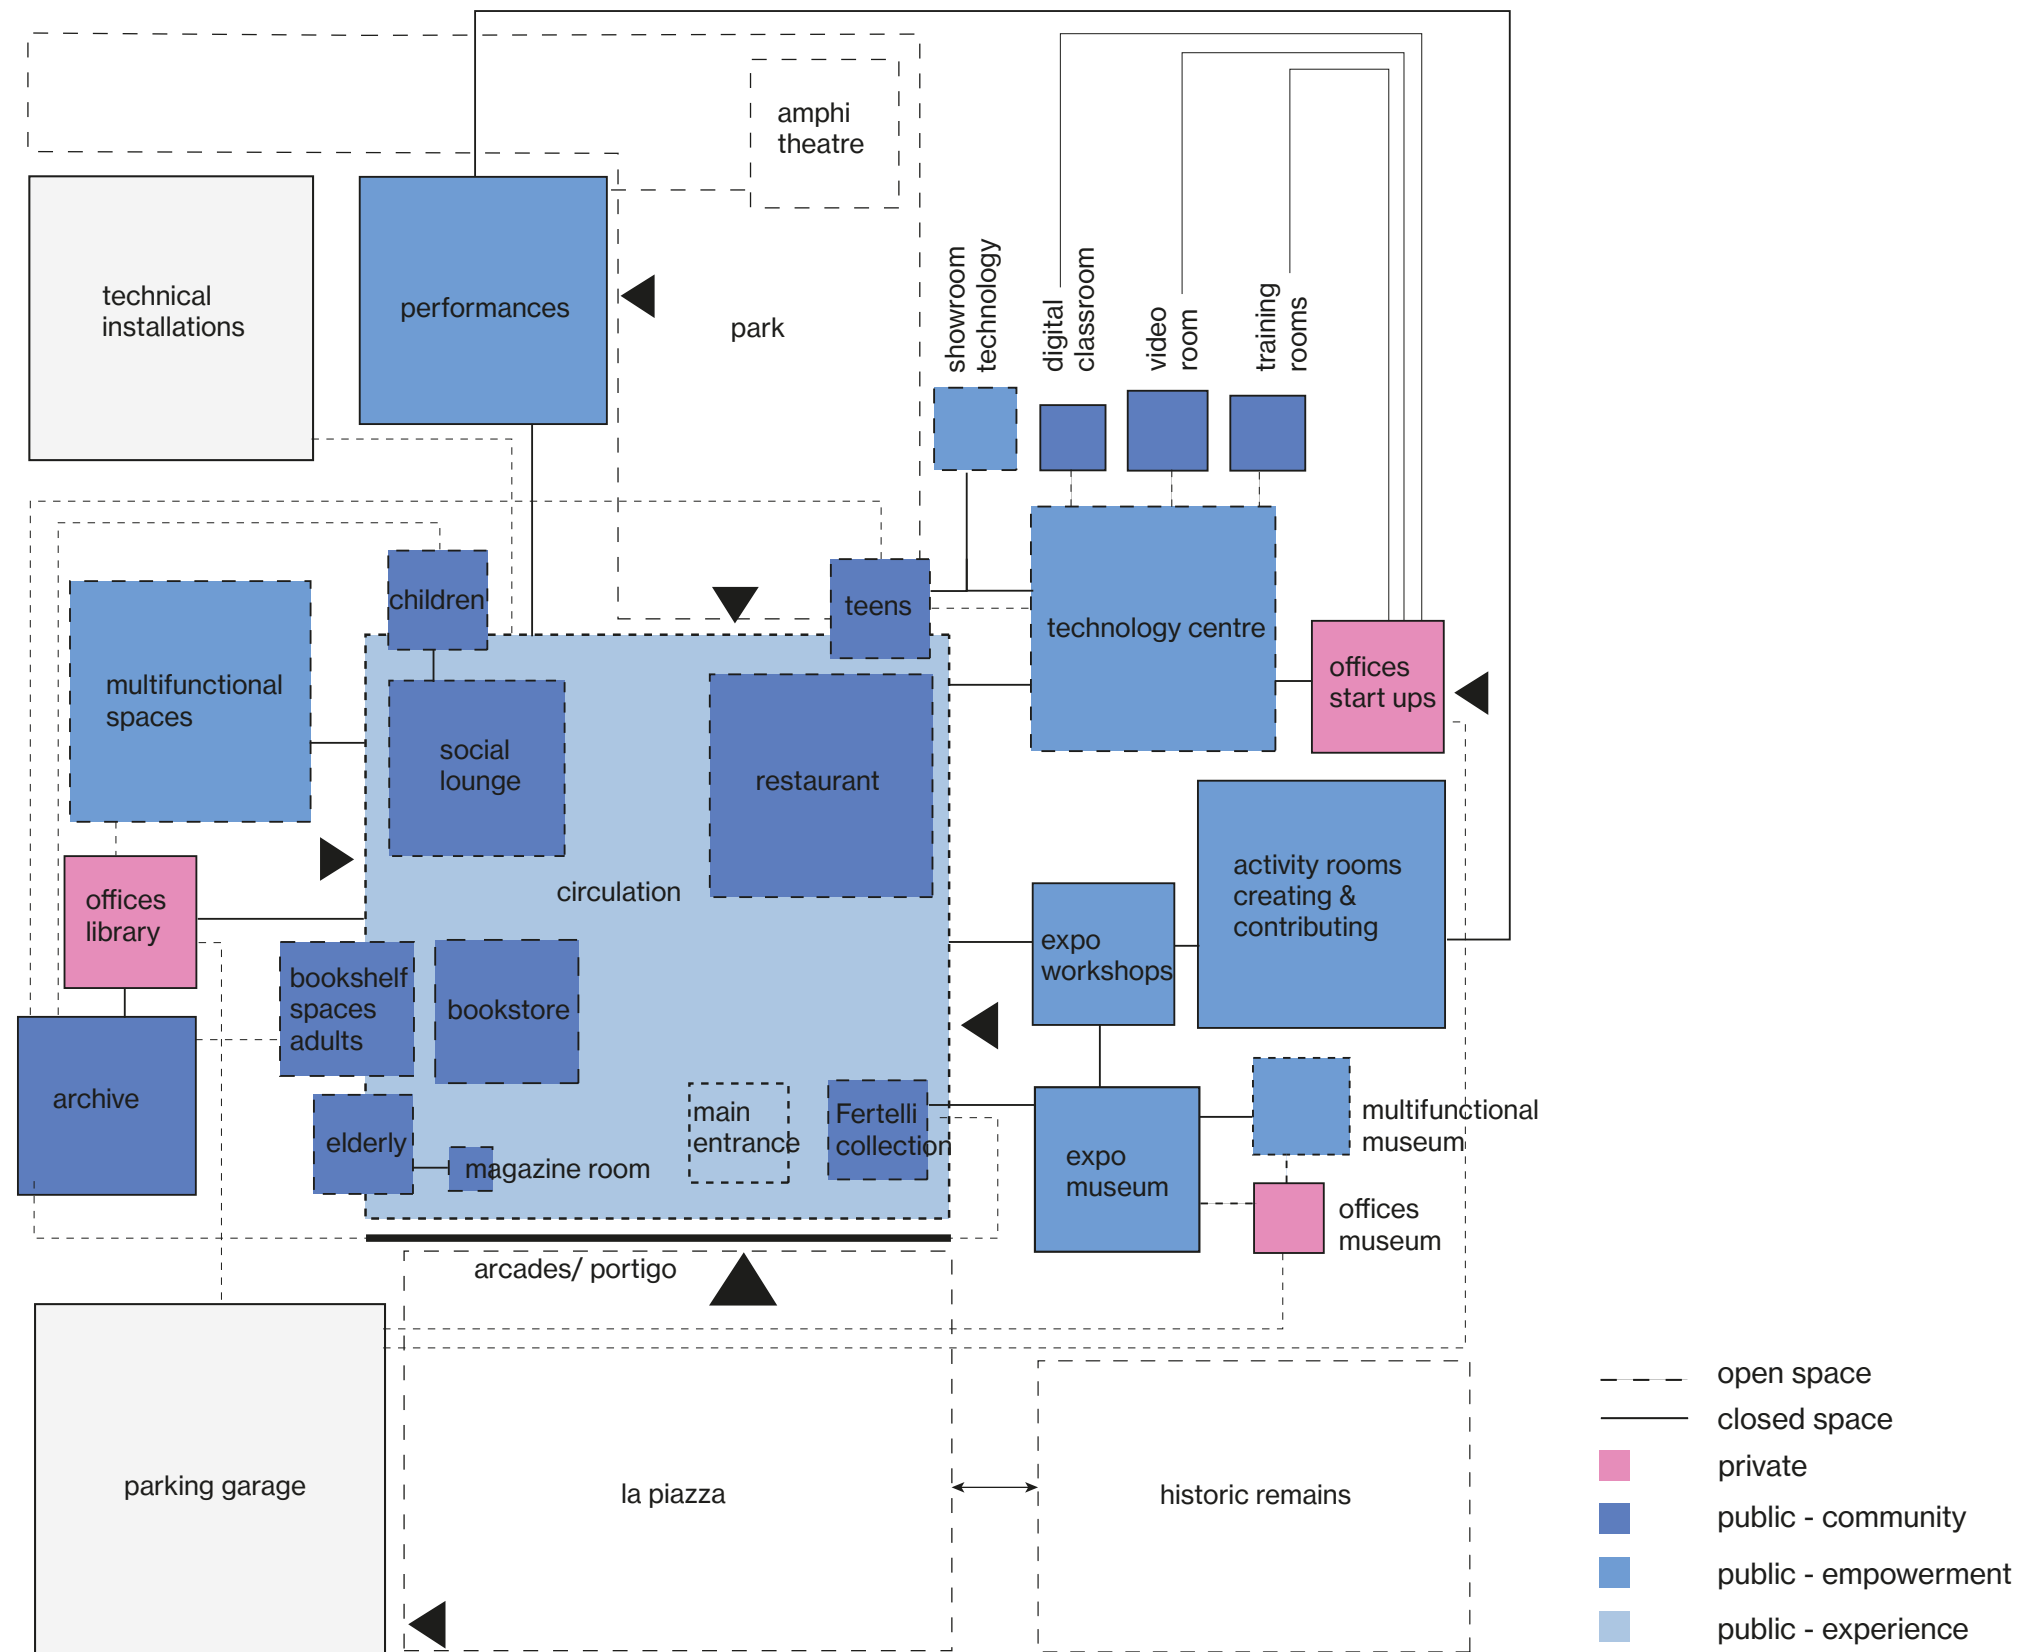 amphi
theatre
technical
installations
performances
park
showroom
technology
digital
classroom
video
room
training
rooms
children
teens
technology centre
multifunctional
spaces
offices
start ups
social
lounge
restaurant
circulation
offices
library
activity rooms
creating &
contributing
expo
workshops
bookshelf
spaces
adults
bookstore
archive
elderly
magazine room
main
entrance
Fertelli
collection
expo
museum
multifunctional
museum
offices
museum
arcades/ portigo
parking garage
la piazza
historic remains
open space
closed space
private
public - community
public - empowerment
public - experience